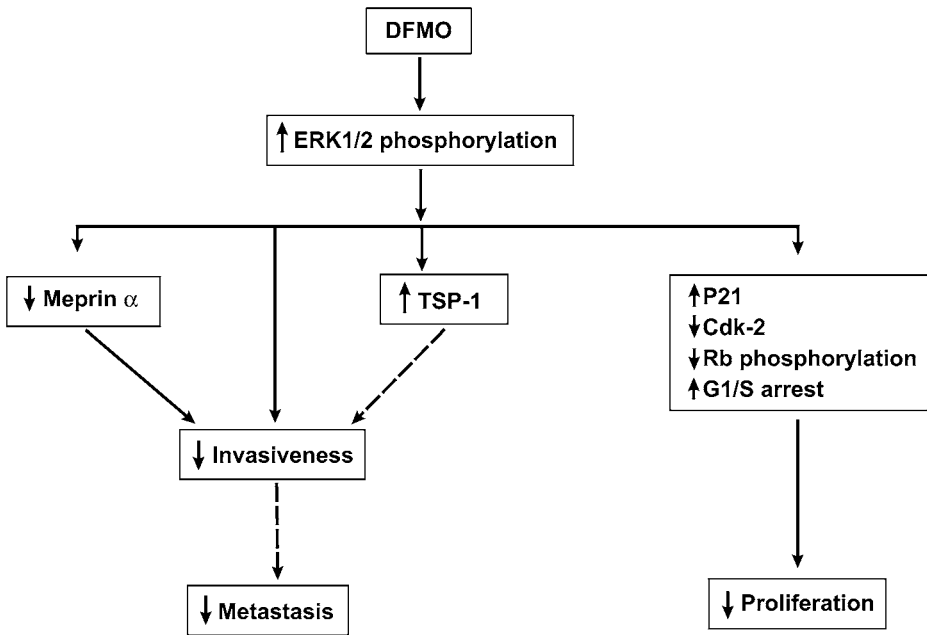 DFMO
↑ ERK1/2 phosphorylation
↓ Meprin α
↑ TSP-1
↑ P21
↓ Cdk-2
↓ Rb phosphorylation
↑ G1/S arrest
↓ Invasiveness
↓ Metastasis
↓ Proliferation